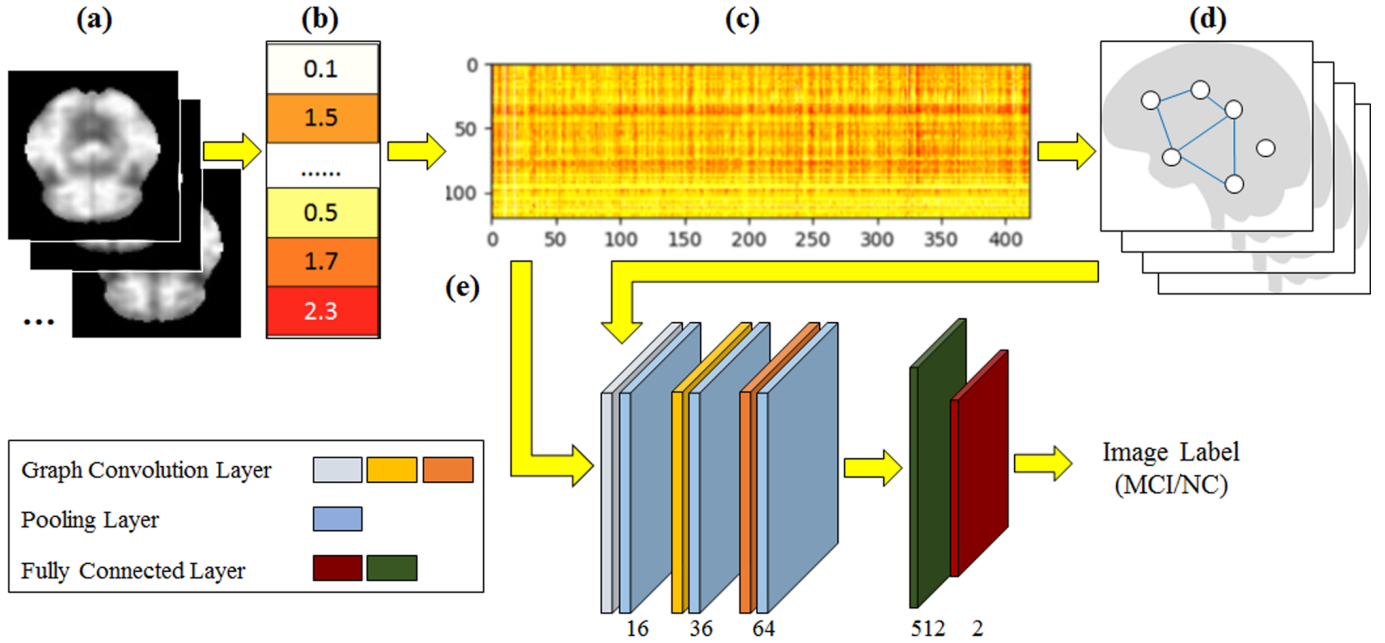 (a)
(b)
(c)
(d)
0.1
1.5
......
0.5
1.7
2.3
...
0
50
100
0 50 100 150 200 250 300 350 400
(e)
Graph Convolution Layer
Pooling Layer
Fully Connected Layer
16 36 64 512 2
Image Label
(MCI/NC)